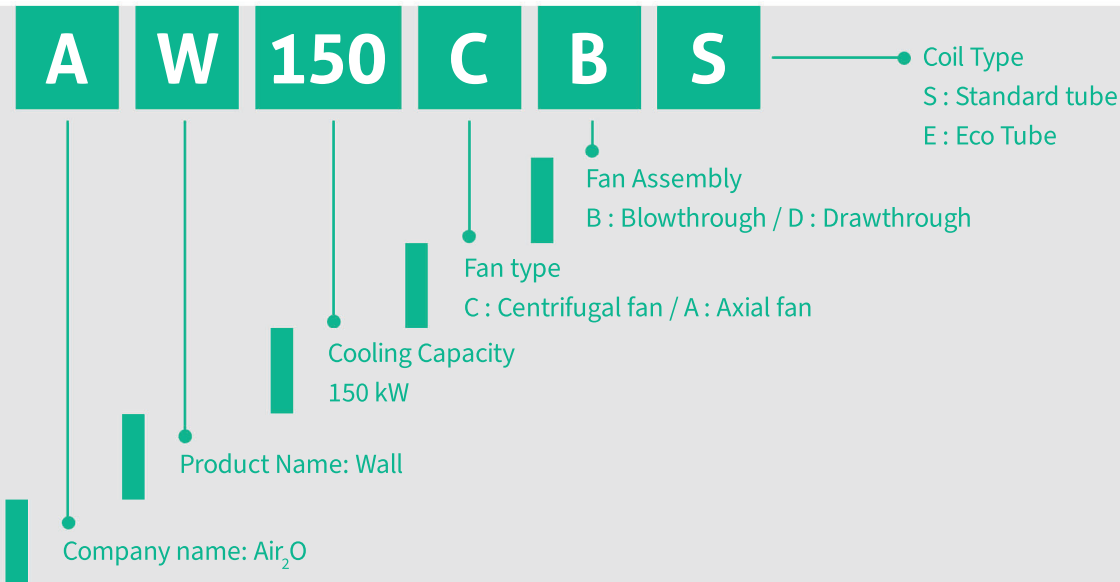 A W 150 C B S
Coil Type
S : Standard tube
E : Eco Tube
Fan Assembly
B : Blowthrough / D : Drawthrough
Fan type
C : Centrifugal fan / A : Axial fan
Cooling Capacity
150 kW
Product Name: Wall
Company name: Air₂O